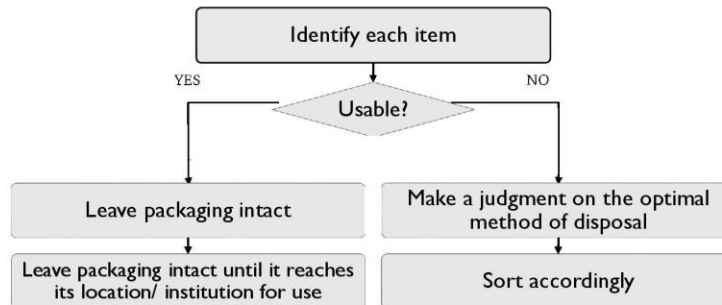 Identify each item
YES
NO
Usable?
Leave packaging intact
Make a judgment on the optimal
method of disposal
Leave packaging intact until it reaches
its location/ institution for use
Sort accordingly